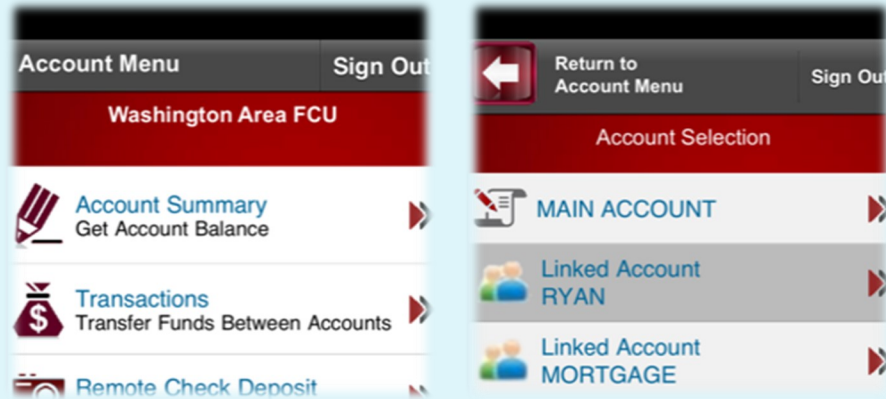 Account Menu
Sign Out
Washington Area FCU
Account Summary
Get Account Balance
Transactions
Transfer Funds Between Accounts
$
Remote Check Deposit
Return to
Account Menu
Sign Out
Account Selection
MAIN ACCOUNT
Linked Account
RYAN
Linked Account
MORTGAGE